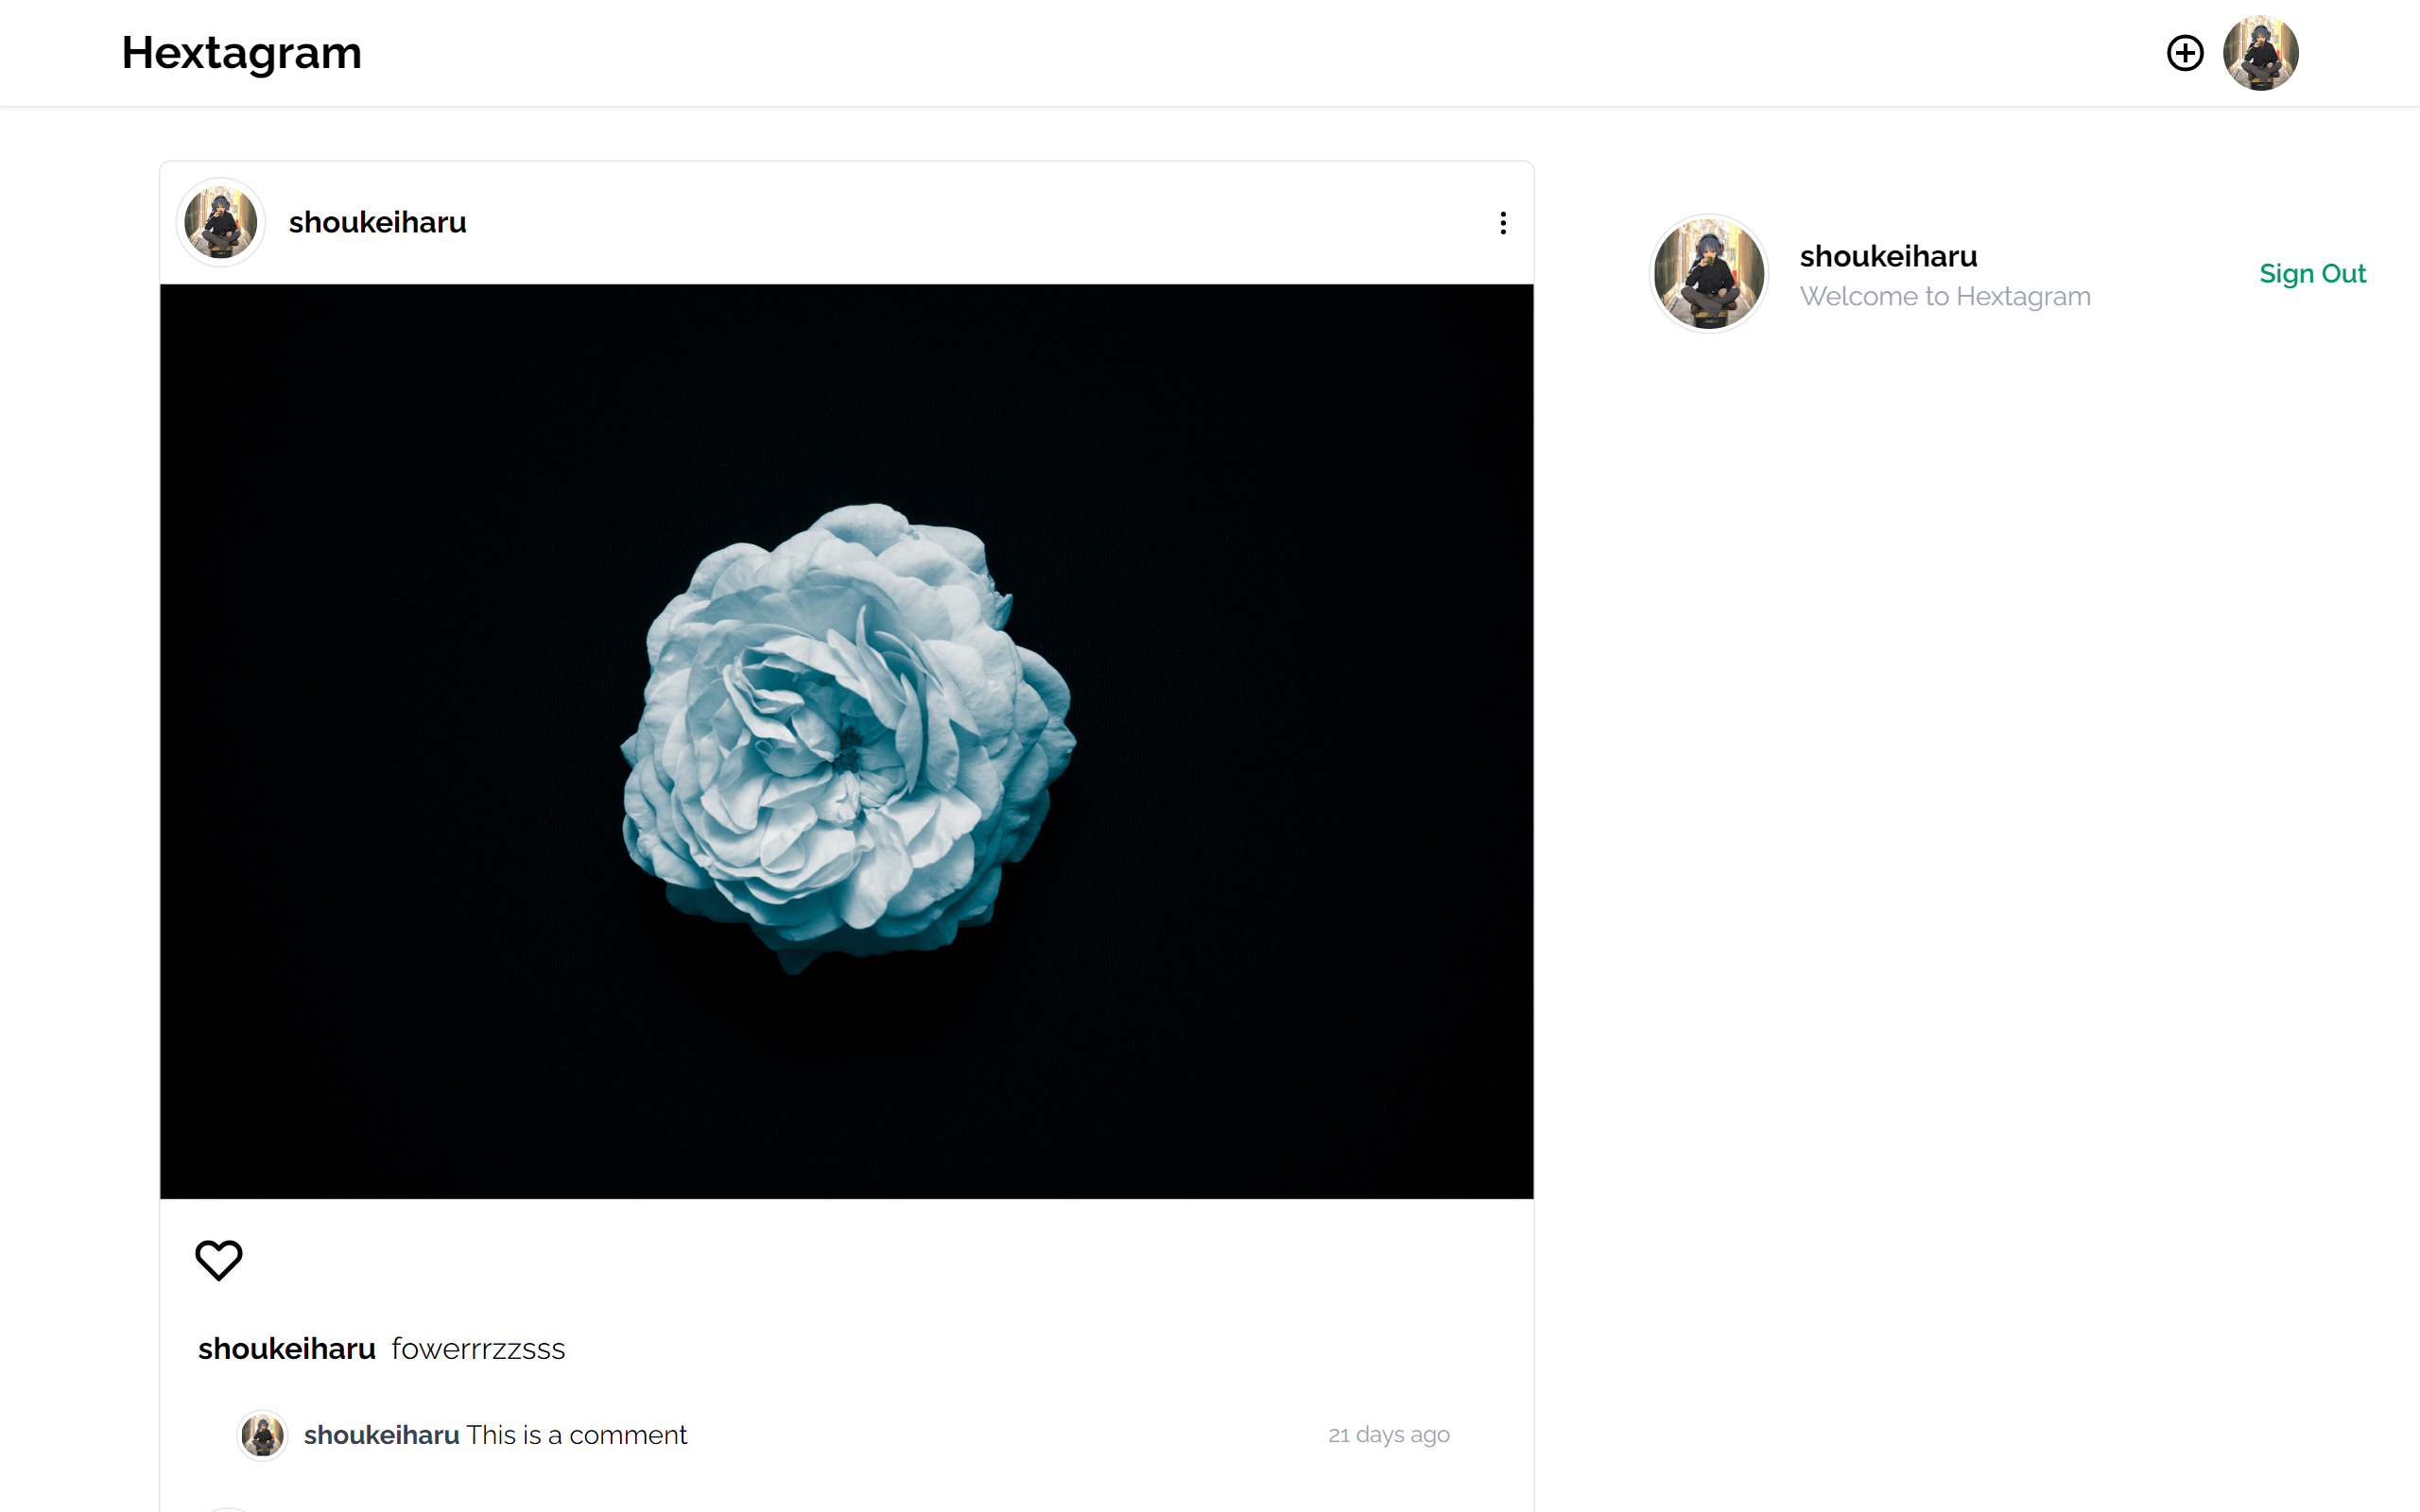 Hextagram
shoukeiharu
shoukeiharu
Welcome to Hextagram
Sign Out
shoukeiharu fowerrrzzsss
shoukeiharu This is a comment
21 days ago